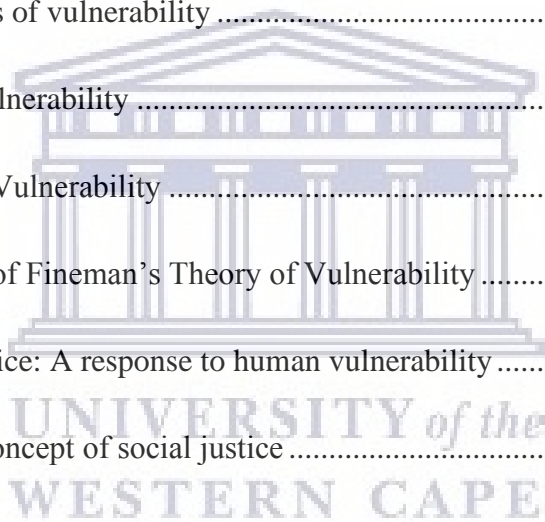 s of vulnerability ................................................
lnerability ................................................
Vulnerability ................................................
of Fineman's Theory of Vulnerability ........
ice: A response to human vulnerability ......
UNIVERSITY of the
oncept of social justice ................................
WESTERN CAPE